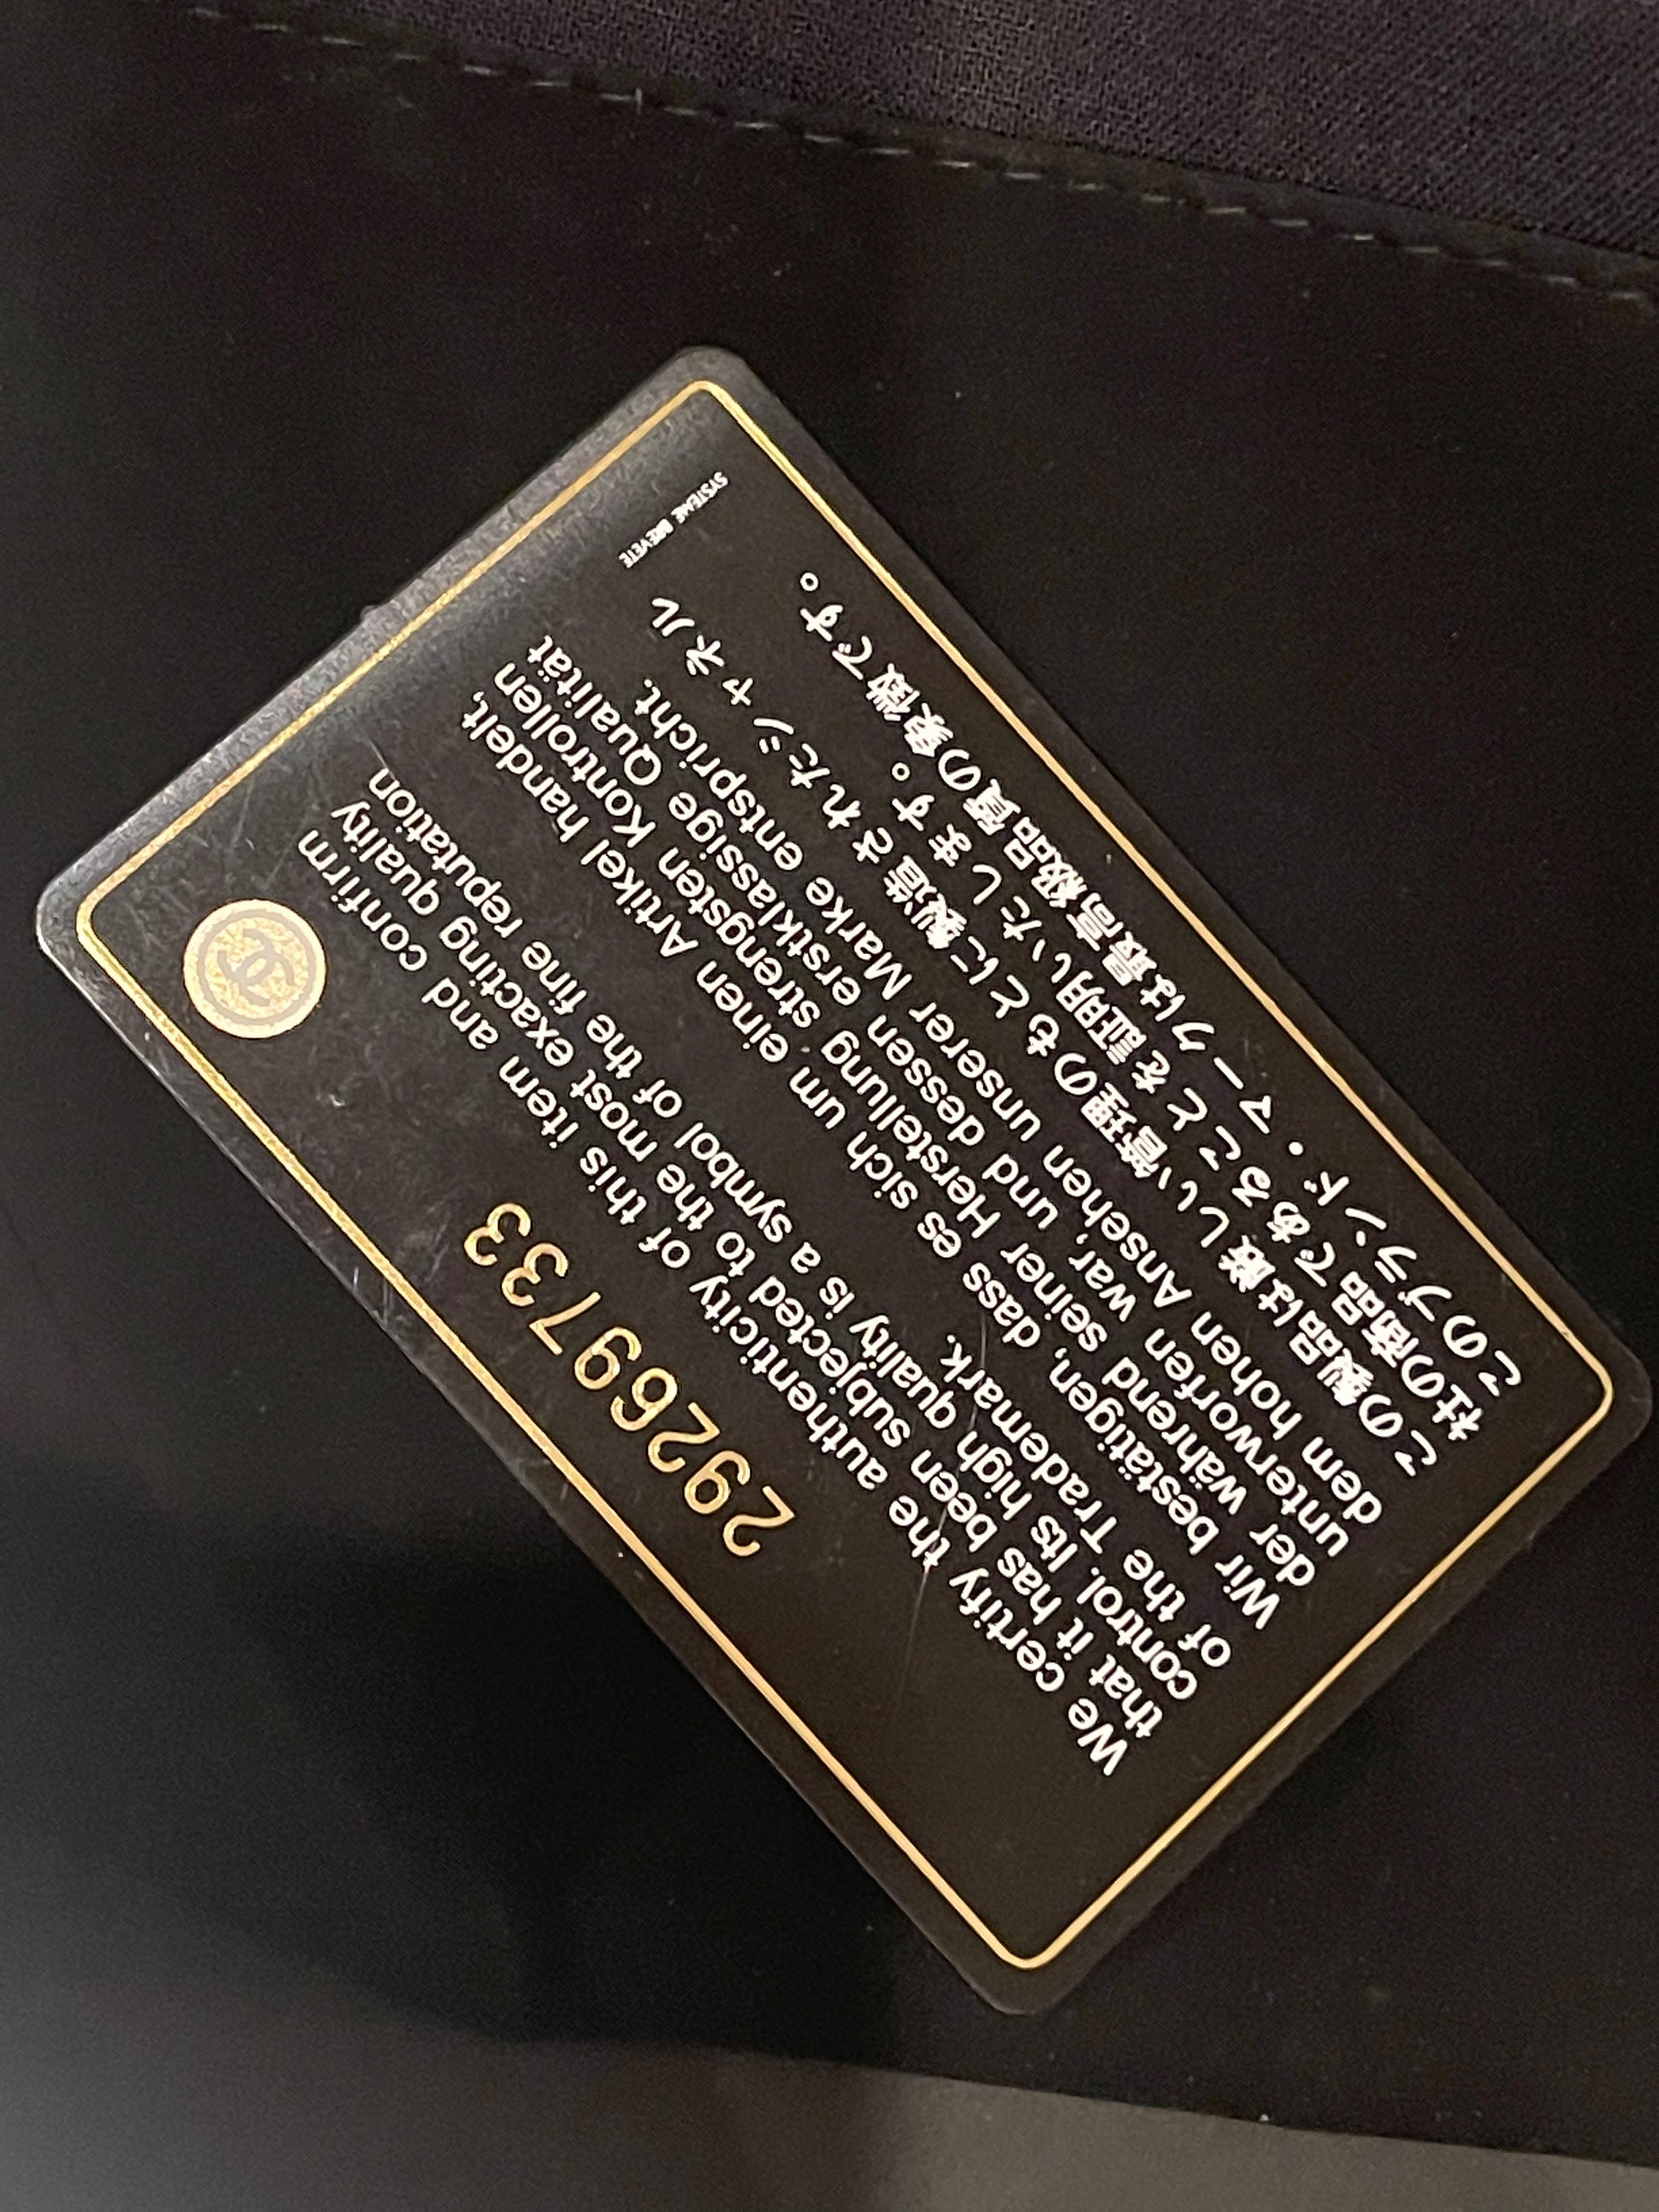 29269733
We certify the authenticity of this item and confirm
that it has been subjected to the most exacting quality
control. Its high quality is a symbol of the fine reputation
of the Trademark.
Wir bestätigen, dass es sich um einen Artikel handelt,
der während seiner Herstellung strengsten Kontrollen
unterworfen war, und dessen erstklassige Qualität
dem hohen Ansehen unserer Marke entspricht.
この製品は厳しい管理のもとに製造されたシャネル
社の商品であることを証明いたします。
このブランド・マークは最高級品質の象徴です。
SYSTEME BREVETE